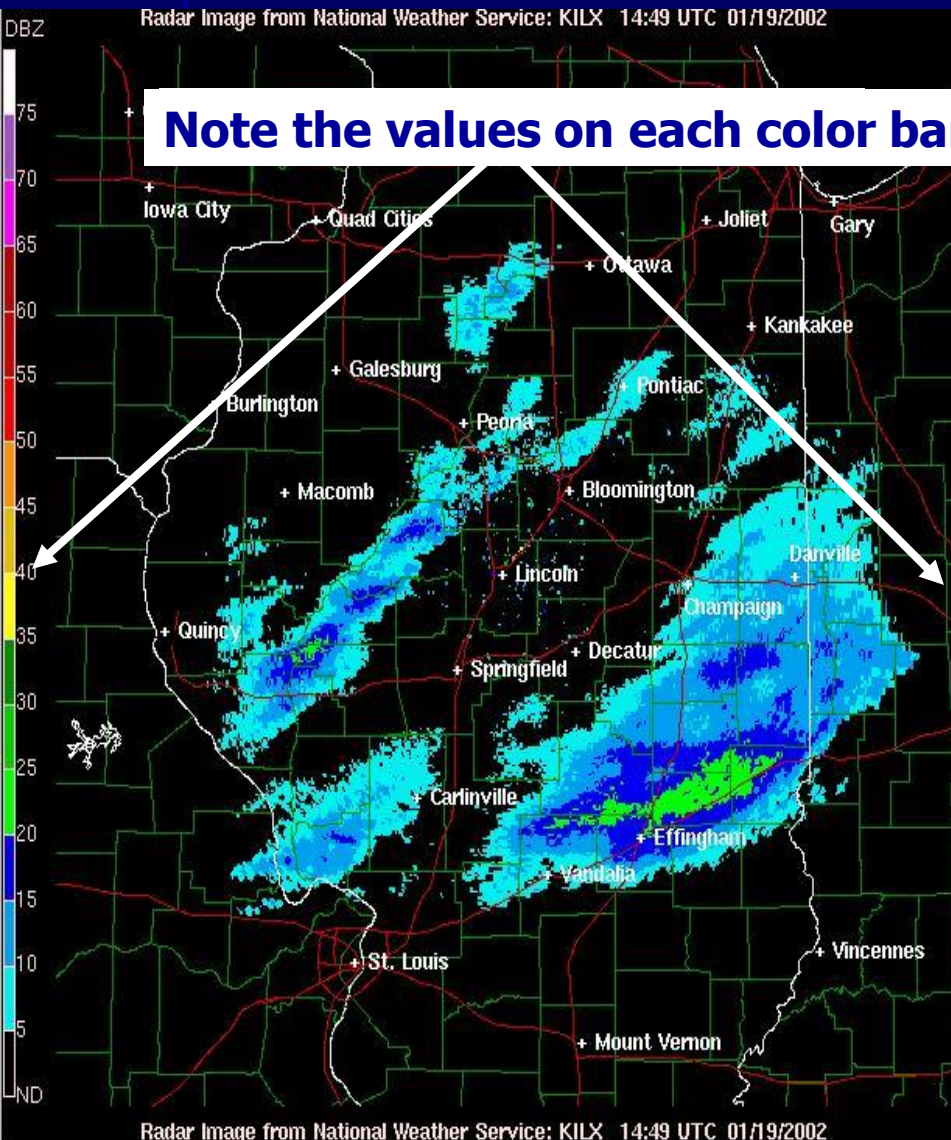 Radar Image from National Weather Service: KILX 14:49 UTC 01/19/2002
DBZ
Note the values on each color ba
75
70
65
60
55
50
45
40
35
30
25
20
15
10
5
ND
Iowa City
Quad Cities
Joliet
Gary
Ottawa
Kankakee
Galesburg
Pontiac
Burlington
Peoria
Macomb
Bloomington
Danville
Lincoln
Champaign
Quincy
Decatur
Springfield
Carlinville
Effingham
Vandalia
St. Louis
Vincennes
Mount Vernon
Radar Image from National Weather Service: KILX 14:49 UTC 01/19/2002